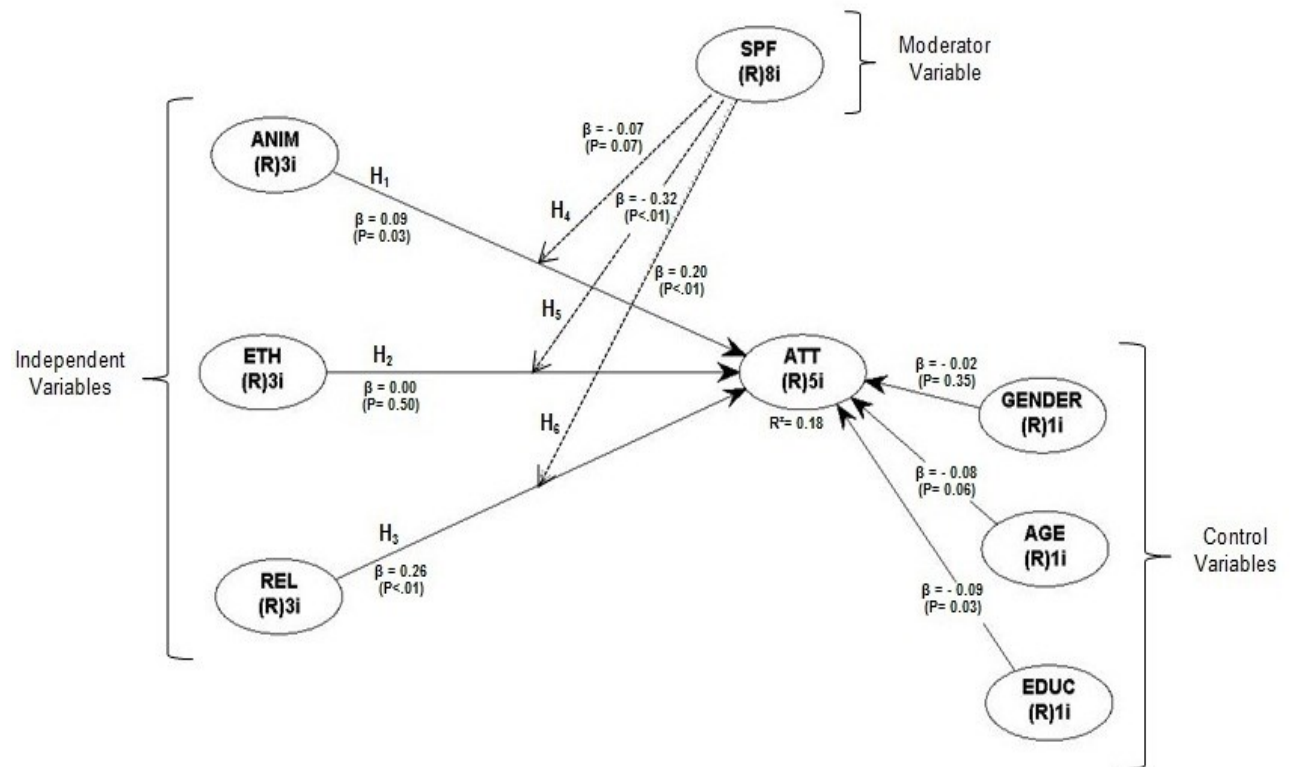 SPF
(R)8i
Moderator
Variable
ANIM
(R)3i
β = - 0.07
(P= 0.07)
H1
β = 0.09
(P= 0.03)
H4
β = - 0.32
(P<.01)
β = 0.20
(P<.01)
H5
Independent
Variables
ETH
(R)3i
H2
β = 0.00
(P= 0.50)
ATT
(R)5i
R²= 0.18
β = - 0.02
(P= 0.35)
GENDER
(R)1i
H6
β = - 0.08
(P= 0.06)
H3
β = 0.26
(P<.01)
REL
(R)3i
AGE
(R)1i
Control
Variables
β = - 0.09
(P= 0.03)
EDUC
(R)1i